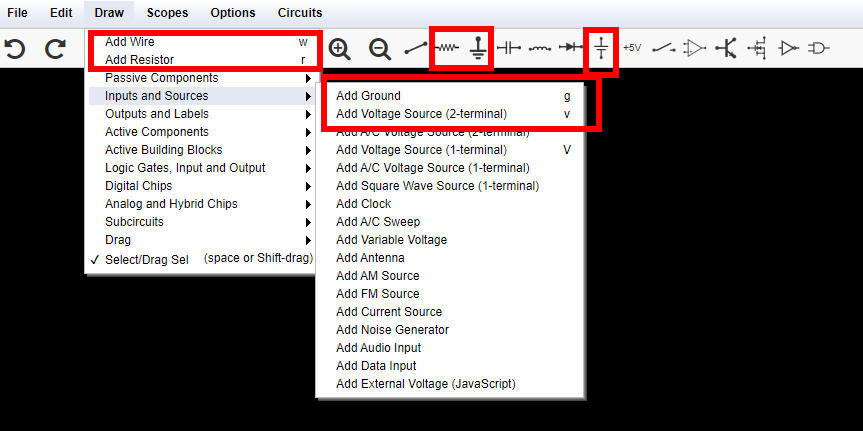 File Edit Draw Scopes Options Circuits
+5V
Add Wire w
Add Resistor r
Passive Components
Inputs and Sources
Outputs and Labels
Active Components
Active Building Blocks
Logic Gates, Input and Output
Digital Chips
Analog and Hybrid Chips
Subcircuits
Drag
✓ Select/Drag Sel (space or Shift-drag)
Add Ground g
Add Voltage Source (2-terminal) v
Add A/C Voltage Source (2-terminal)
Add Voltage Source (1-terminal) V
Add A/C Voltage Source (1-terminal)
Add Square Wave Source (1-terminal)
Add Clock
Add A/C Sweep
Add Variable Voltage
Add Antenna
Add AM Source
Add FM Source
Add Current Source
Add Noise Generator
Add Audio Input
Add Data Input
Add External Voltage (JavaScript)